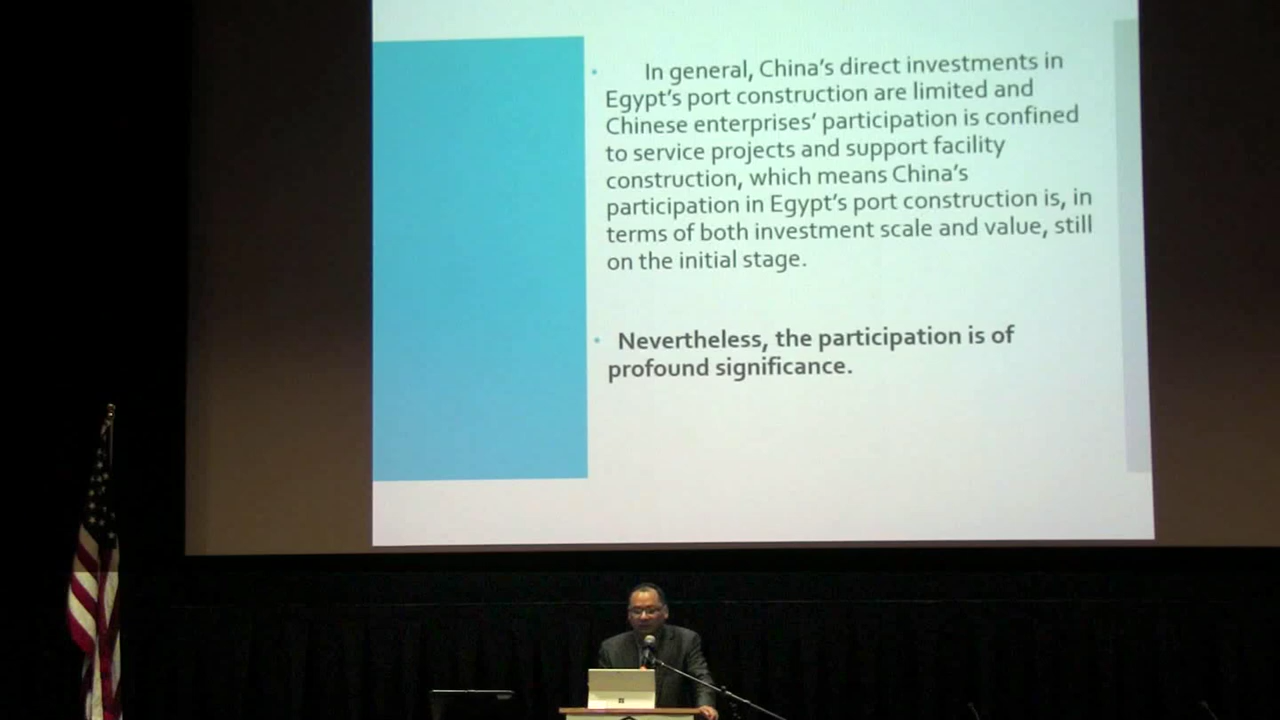 In general, China's direct investments in
Egypt's port construction are limited and
Chinese enterprises' participation is confined
to service projects and support facility
construction, which means China's
participation in Egypt's port construction is, in
terms of both investment scale and value, still
on the initial stage.
Nevertheless, the participation is of
profound significance.